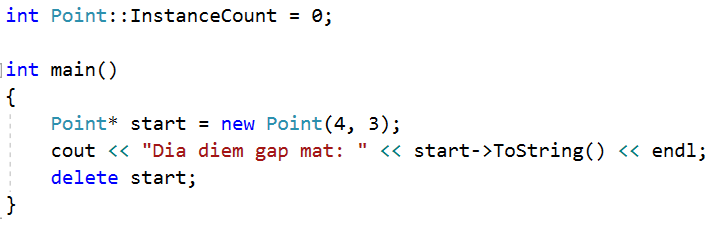 int Point::InstanceCount = 0;
int main()
{
Point* start = new Point(4, 3);
cout << "Dia diem gap mat: " << start->ToString() << endl;
delete start;
}